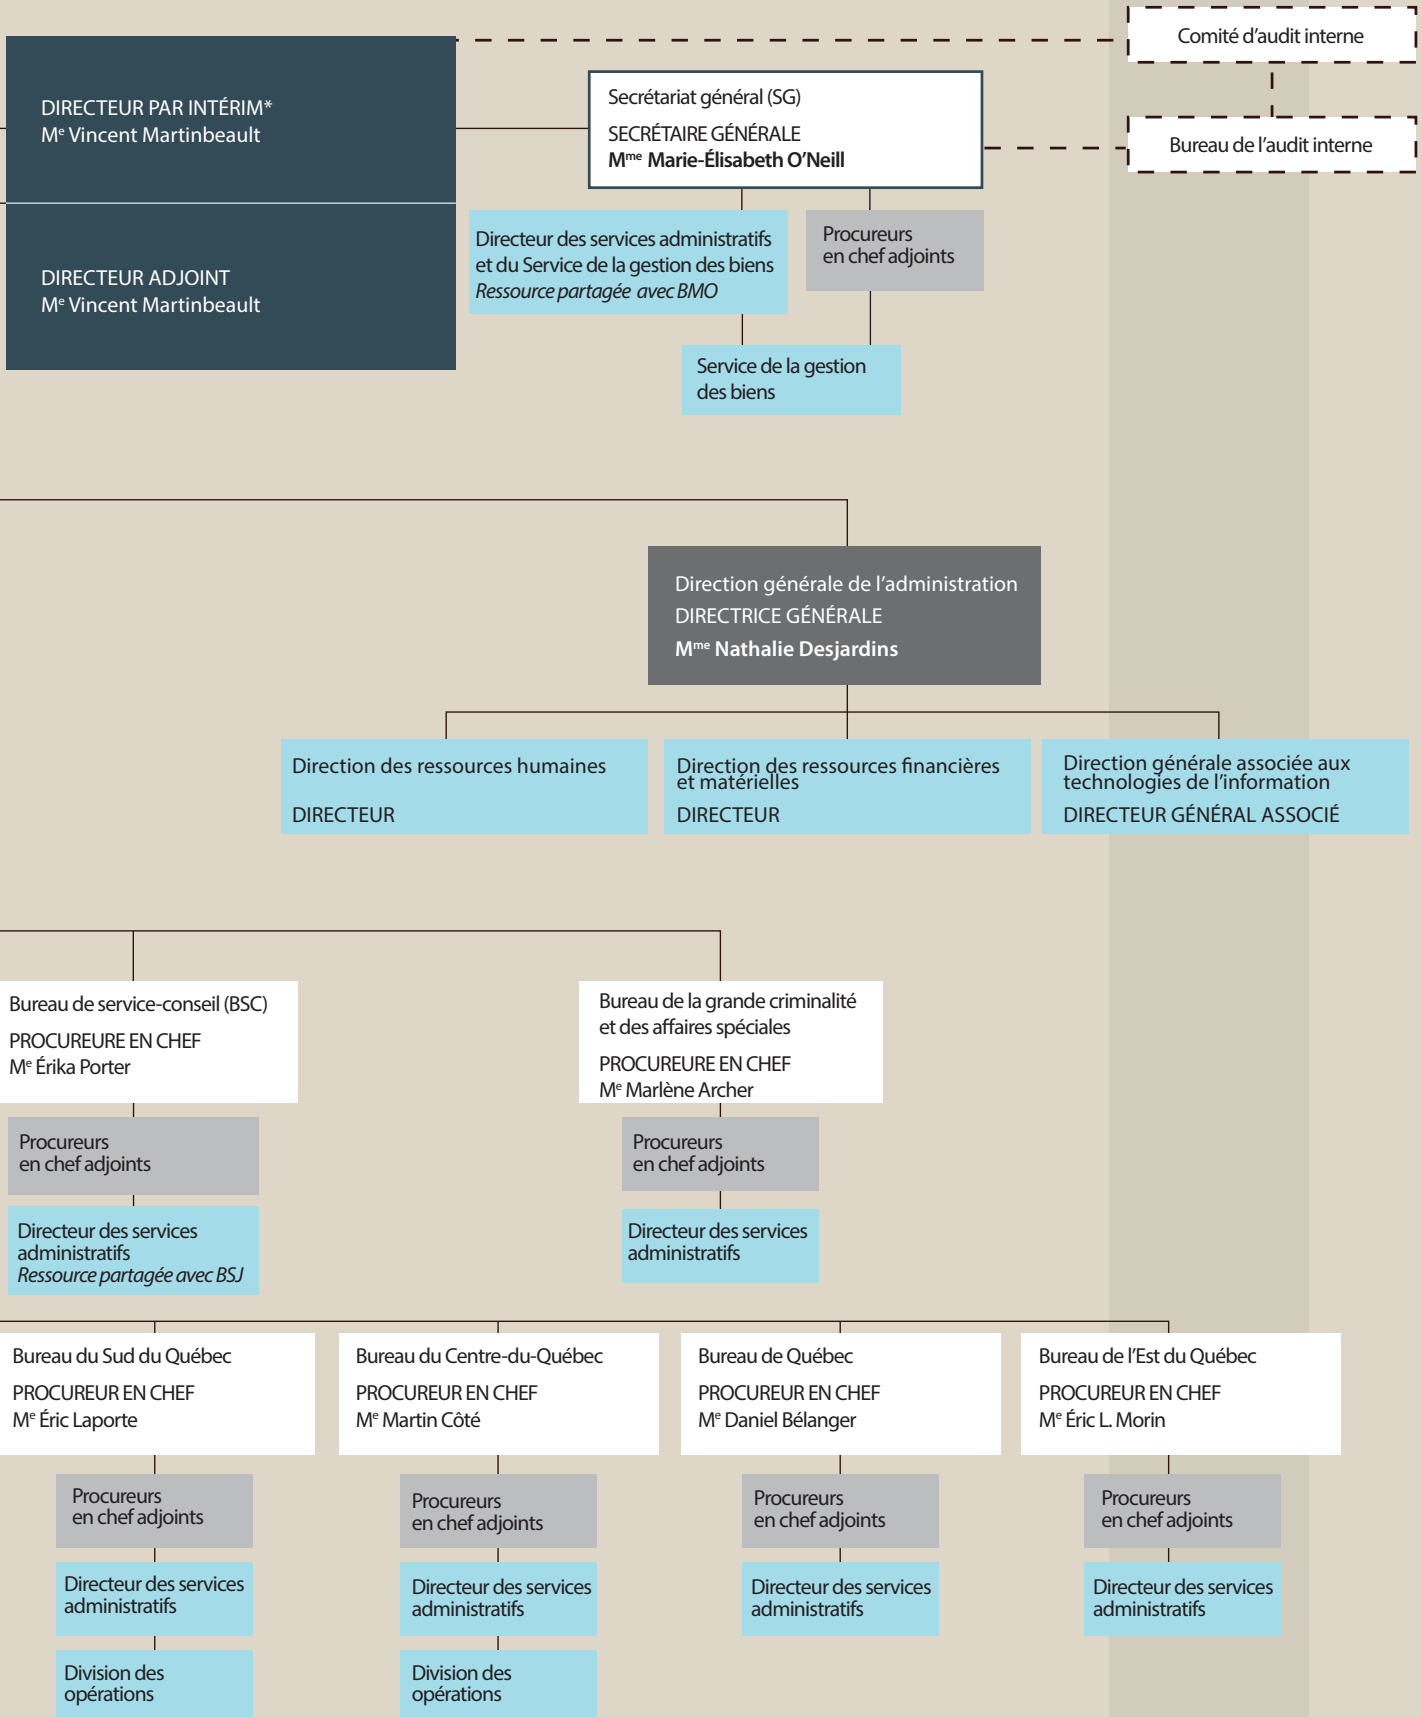 Comité d'audit interne
DIRECTEUR PAR INTÉRIM*
Me Vincent Martinbeault
Secrétariat général (SG)
SECRÉTAIRE GÉNÉRALE
Mme Marie-Élisabeth O'Neill
Bureau de l'audit interne
DIRECTEUR ADJOINT
Me Vincent Martinbeault
Directeur des services administratifs
et du Service de la gestion des biens
Ressource partagée avec BMO
Procureurs
en chef adjoints
Service de la gestion
des biens
Direction générale de l'administration
DIRECTRICE GÉNÉRALE
Mme Nathalie Desjardins
Direction des ressources humaines
DIRECTEUR
Direction des ressources financières
et matérielles
DIRECTEUR
Direction générale associée aux
technologies de l'information
DIRECTEUR GÉNÉRAL ASSOCIÉ
Bureau de service-conseil (BSC)
PROCUREURE EN CHEF
Me Érika Porter
Procureurs
en chef adjoints
Directeur des services
administratifs
Ressource partagée avec BSJ
Bureau de la grande criminalité
et des affaires spéciales
PROCUREURE EN CHEF
Me Marlène Archer
Procureurs
en chef adjoints
Directeur des services
administratifs
Bureau du Sud du Québec
PROCUREUR EN CHEF
Me Éric Laporte
Procureurs
en chef adjoints
Directeur des services
administratifs
Division des
opérations
Bureau du Centre-du-Québec
PROCUREUR EN CHEF
Me Martin Côté
Procureurs
en chef adjoints
Directeur des services
administratifs
Division des
opérations
Bureau de Québec
PROCUREUR EN CHEF
Me Daniel Bélanger
Procureurs
en chef adjoints
Directeur des services
administratifs
Bureau de l'Est du Québec
PROCUREUR EN CHEF
Me Éric L. Morin
Procureurs
en chef adjoints
Directeur des services
administratifs